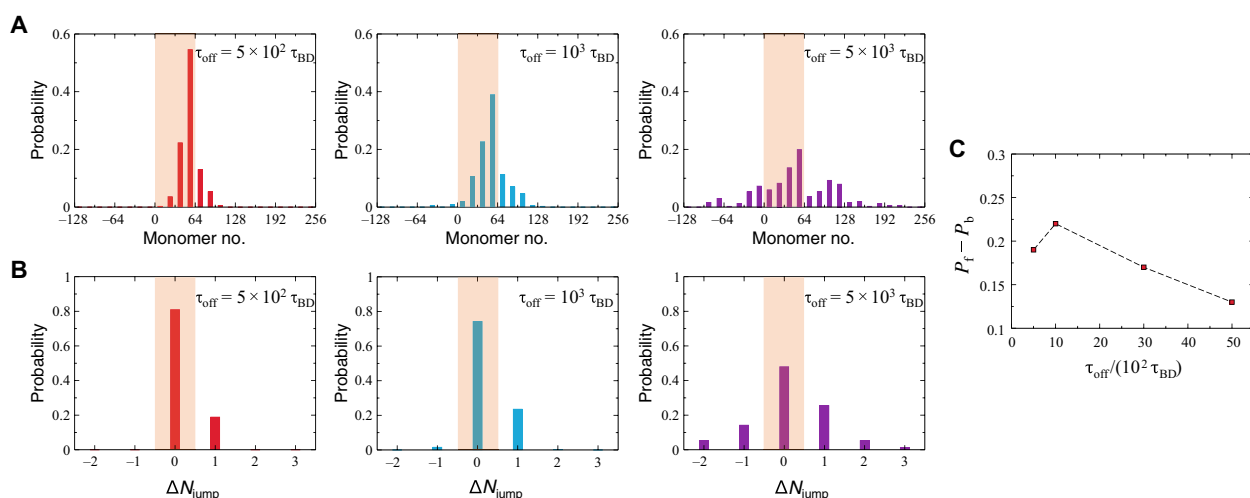 A
0.6
0.4
0.2
0
Probability
τoff = 5 × 10² τBD
−128 −64 0 64 128 192 256
Monomer no.
0.6
0.4
0.2
0
Probability
τoff = 10³ τBD
−128 −64 0 64 128 192 256
Monomer no.
0.6
0.4
0.2
0
Probability
τoff = 5 × 10³ τBD
−128 −64 0 64 128 192 256
Monomer no.
B
1
0.8
0.6
0.4
0.2
0
Probability
τoff = 5 × 10² τBD
−2 −1 0 1 2 3
ΔNjump
1
0.8
0.6
0.4
0.2
0
Probability
τoff = 10³ τBD
−2 −1 0 1 2 3
ΔNjump
1
0.8
0.6
0.4
0.2
0
Probability
τoff = 5 × 10³ τBD
−2 −1 0 1 2 3
ΔNjump
C
0.3
0.25
0.2
0.15
0.1
Pf − Pb
0 10 20 30 40 50
τoff/(10² τBD)